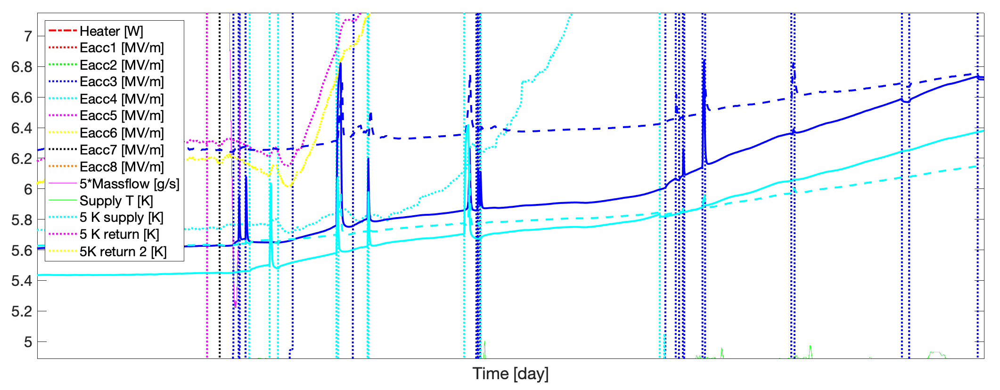 7
6.8
6.6
6.4
6.2
6
5.8
5.6
5.4
5.2
5
Heater [W]
Eacc1 [MV/m]
Eacc2 [MV/m]
Eacc3 [MV/m]
Eacc4 [MV/m]
Eacc5 [MV/m]
Eacc6 [MV/m]
Eacc7 [MV/m]
Eacc8 [MV/m]
5*Massflow [g/s]
Supply T [K]
5 K supply [K]
5 K return [K]
5K return 2 [K]
Time [day]